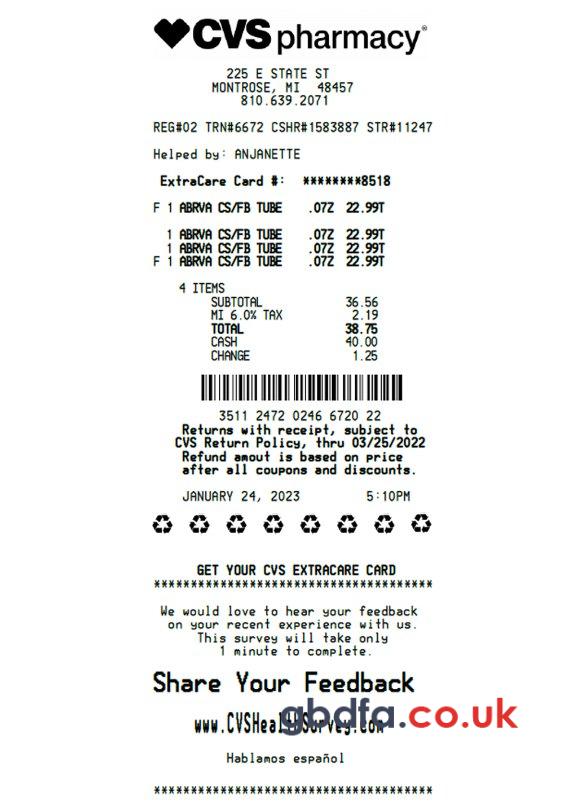 CVS pharmacy®
225 E STATE ST
MONTROSE, MI 48457
810.639.2071
REG#02 TRN#6672 CSHR#1583887 STR#11247
Helped by: ANJANETTE
ExtraCare Card #: ********8518
F 1 ABRVA CS/FB TUBE .07Z 22.99T
1 ABRVA CS/FB TUBE .07Z 22.99T
1 ABRVA CS/FB TUBE .07Z 22.99T
F 1 ABRVA CS/FB TUBE .07Z 22.99T
4 ITEMS
SUBTOTAL 36.56
MI 6.0% TAX 2.19
TOTAL 38.75
CASH 40.00
CHANGE 1.25
3511 2472 0246 6720 22
Returns with receipt, subject to
CVS Return Policy, thru 03/25/2022
Refund amout is based on price
after all coupons and discounts.
JANUARY 24, 2023 5:10PM
GET YOUR CVS EXTRACARE CARD
**************************************
We would love to hear your feedback
on your recent experience with us.
This survey will take only
1 minute to complete.
Share Your Feedback
www.CVSHealthSurvey.com
gbdfa.co.uk
Hablamos español
**************************************